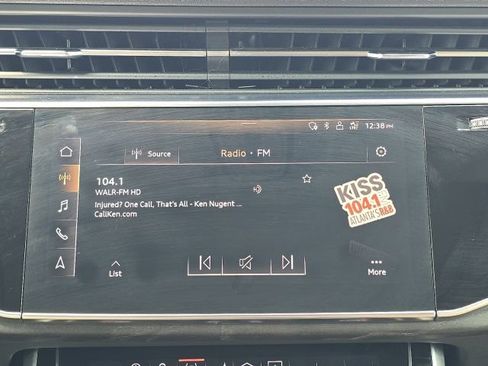 12:38 PM
Source
Radio · FM
104.1
WALR-FM HD
Injured? One Call, That's All - Ken Nugent ...
CallKen.com
KISS
104.1
ATLANTA'S R&B
List
More